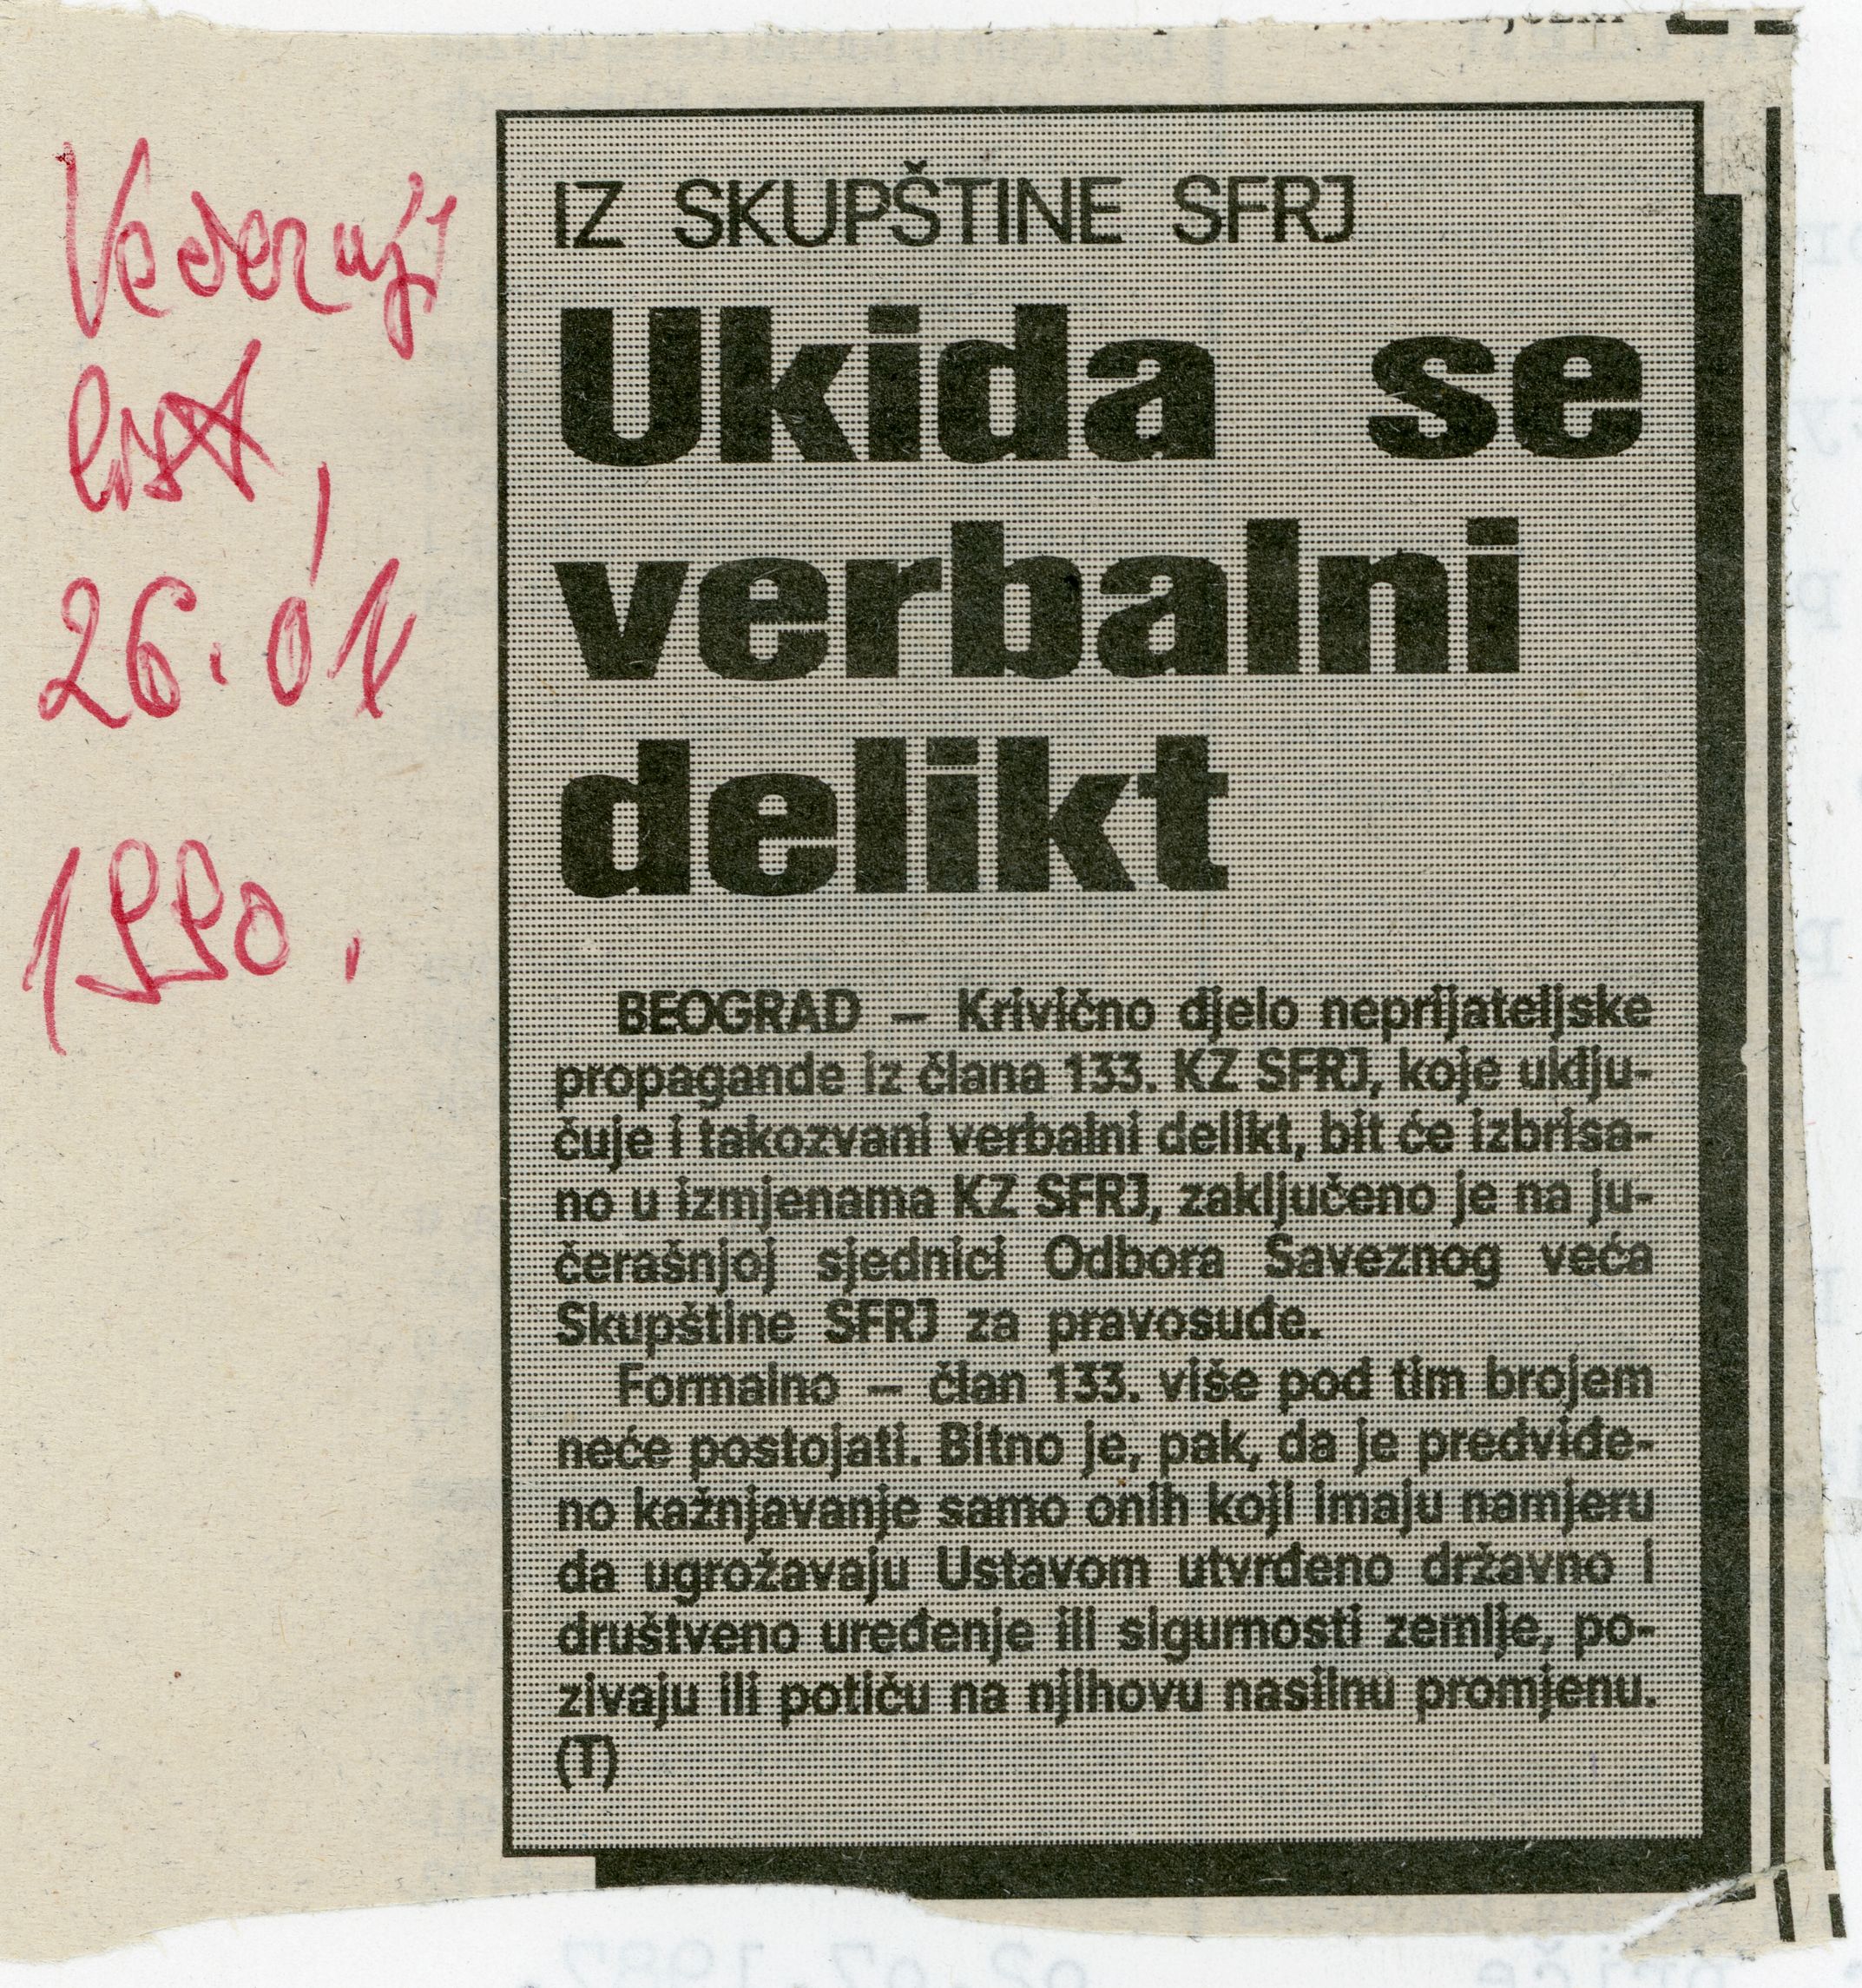 Večernji
list,
26.01
1990.
IZ SKUPŠTINE SFRJ
Ukida se
verbalni
delikt
BEOGRAD — Krivično djelo neprijateljske
propagande iz člana 133. KZ SFRJ, koje uklju-
čuje i takozvani verbalni delikt, bit će izbrisa-
no u izmjenama KZ SFRJ, zaključeno je na ju-
čerašnjoj sjednici Odbora Saveznog veća
Skupštine SFRJ za pravosuđe.
Formalno — član 133. više pod tim brojem
neće postojati. Bitno je, pak, da je predviđe-
no kažnjavanje samo onih koji imaju namjeru
da ugrožavaju Ustavom utvrđeno državno i
društveno uređenje ili sigurnosti zemlje, po-
zivaju ili potiču na njihovu nasilnu promjenu.
(T)